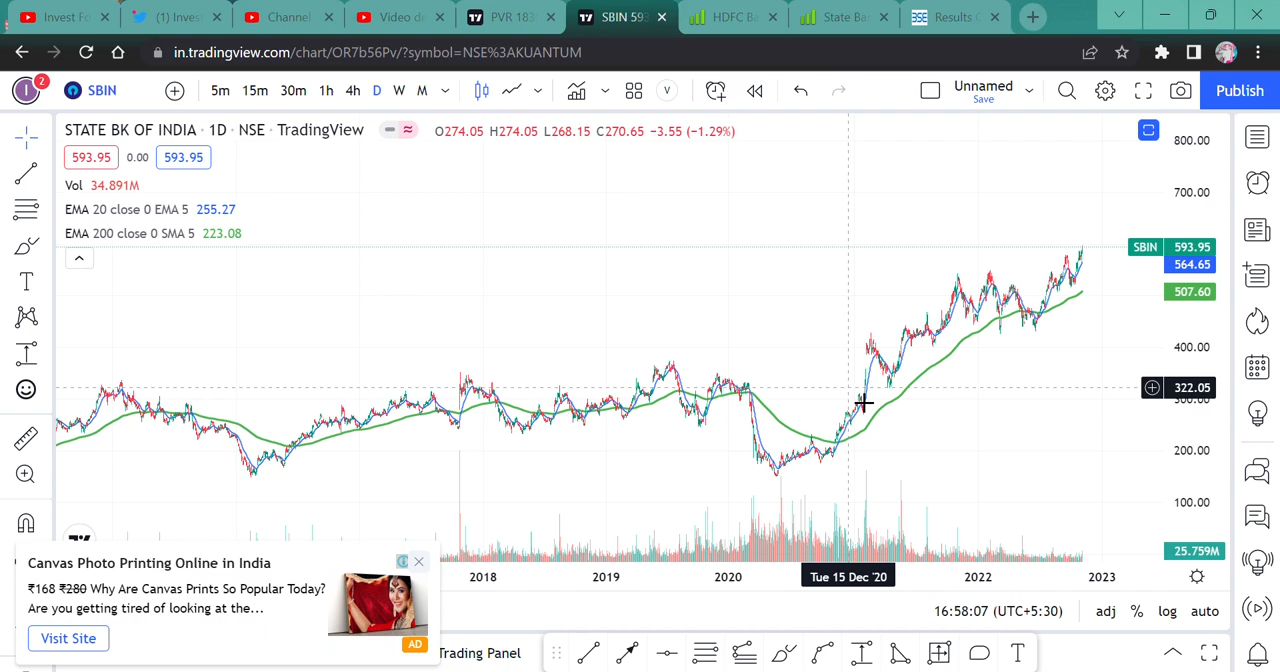 Invest Fo
(1) Invest
Channel
Video de
PVR 183
SBIN 593
HDFC Ba
State Ban
Results C
in.tradingview.com/chart/OR7b56Pv/?symbol=NSE%3AKUANTUM
I 2 SBIN 5m 15m 30m 1h 4h D W M V Unnamed Save Publish
STATE BK OF INDIA · 1D · NSE · TradingView O274.05 H274.05 L268.15 C270.65 −3.55 (−1.29%)
593.95 0.00 593.95
Vol 34.891M
EMA 20 close 0 EMA 5 255.27
EMA 200 close 0 SMA 5 223.08
800.00
700.00
SBIN 593.95
564.65
507.60
400.00
322.05
300.00
200.00
100.00
25.759M
2018 2019 2020 Tue 15 Dec '20 2022 2023
Canvas Photo Printing Online in India
₹168 ₹280 Why Are Canvas Prints So Popular Today?
Are you getting tired of looking at the...
Visit Site
AD
16:58:07 (UTC+5:30) adj % log auto
Trading Panel
T